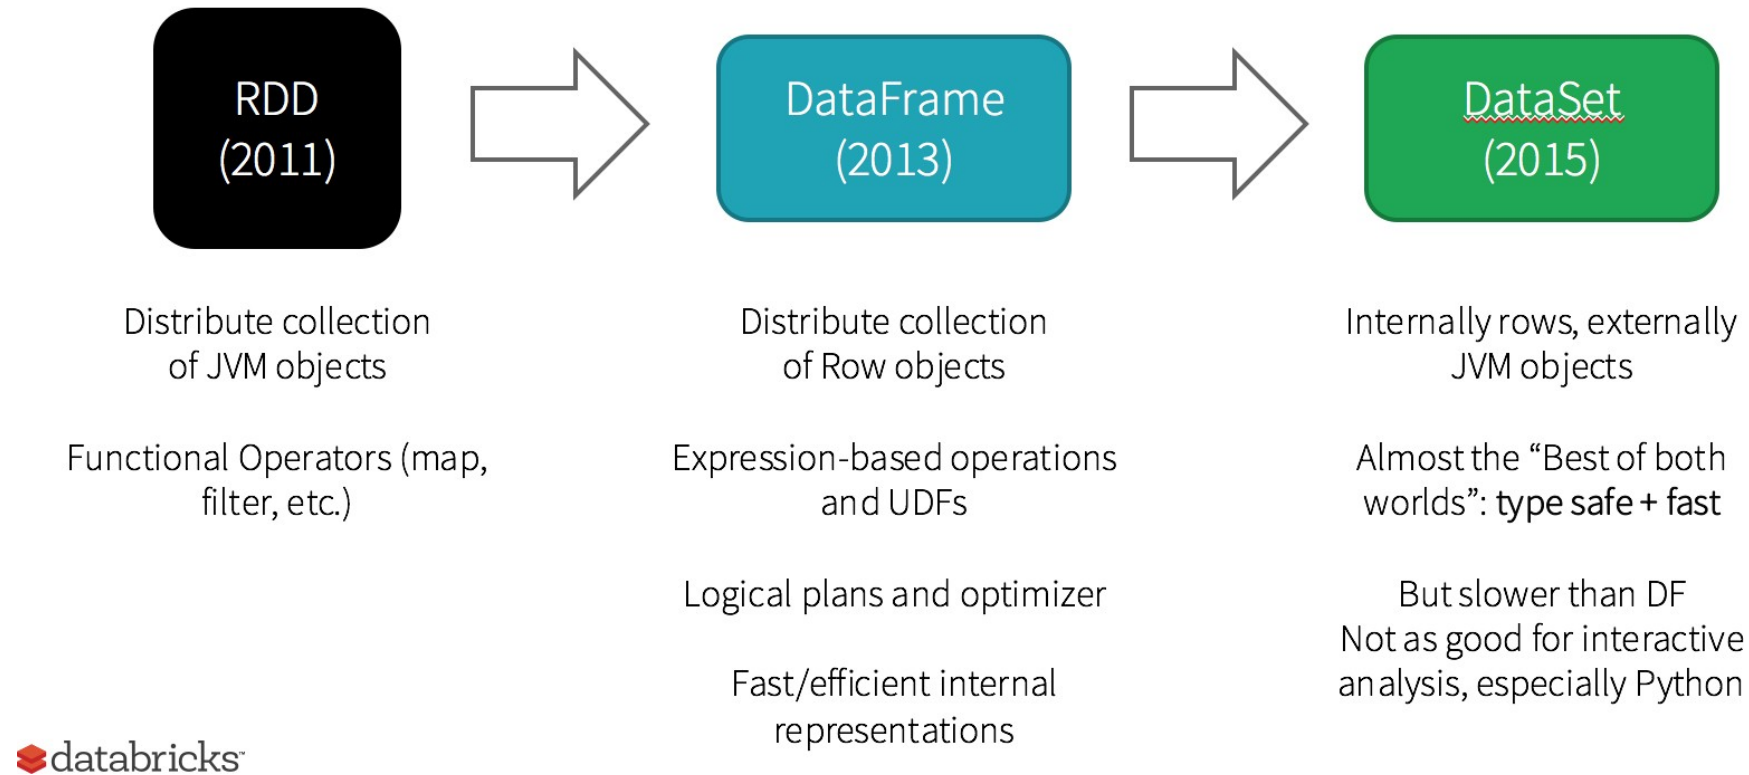 RDD
(2011)
DataFrame
(2013)
DataSet
(2015)
Distribute collection
of JVM objects
Functional Operators (map,
filter, etc.)
Distribute collection
of Row objects
Expression-based operations
and UDFs
Logical plans and optimizer
Fast/efficient internal
representations
Internally rows, externally
JVM objects
Almost the “Best of both
worlds”: type safe + fast
But slower than DF
Not as good for interactive
analysis, especially Python
databricks™